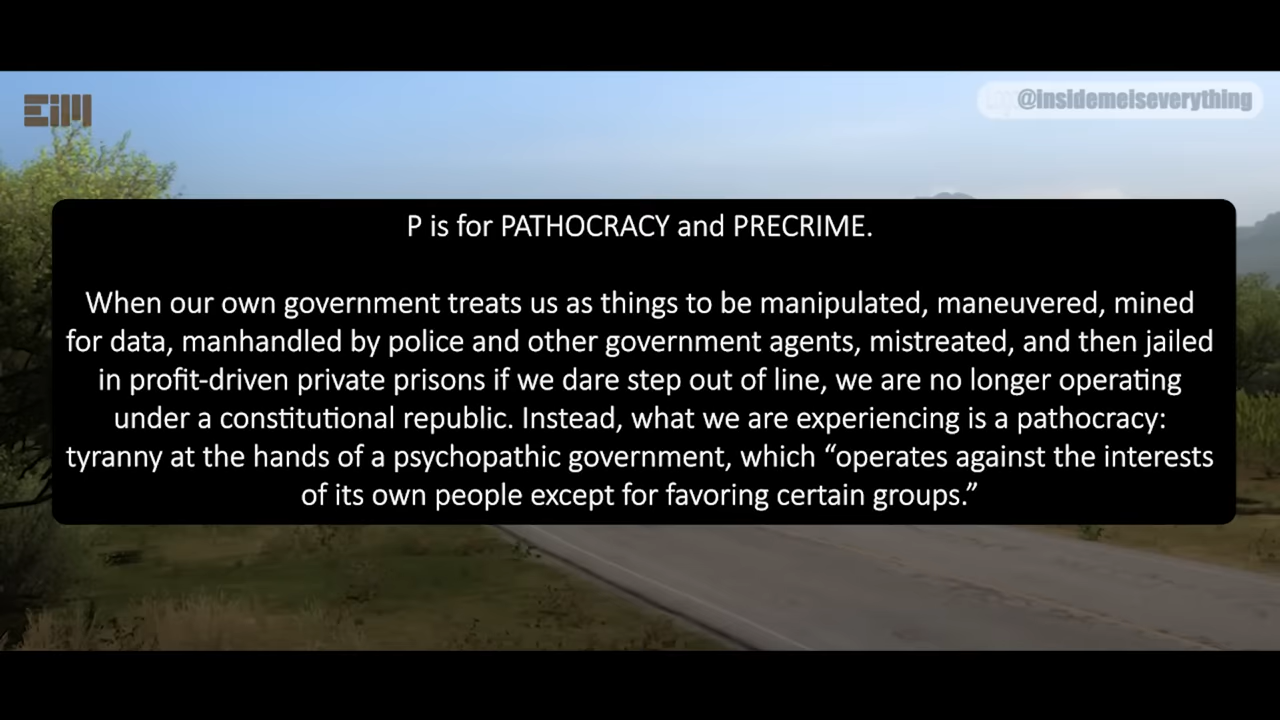 EiM
@insidemeiseverything
P is for PATHOCRACY and PRECRIME.
When our own government treats us as things to be manipulated, maneuvered, mined
for data, manhandled by police and other government agents, mistreated, and then jailed
in profit-driven private prisons if we dare step out of line, we are no longer operating
under a constitutional republic. Instead, what we are experiencing is a pathocracy:
tyranny at the hands of a psychopathic government, which “operates against the interests
of its own people except for favoring certain groups.”